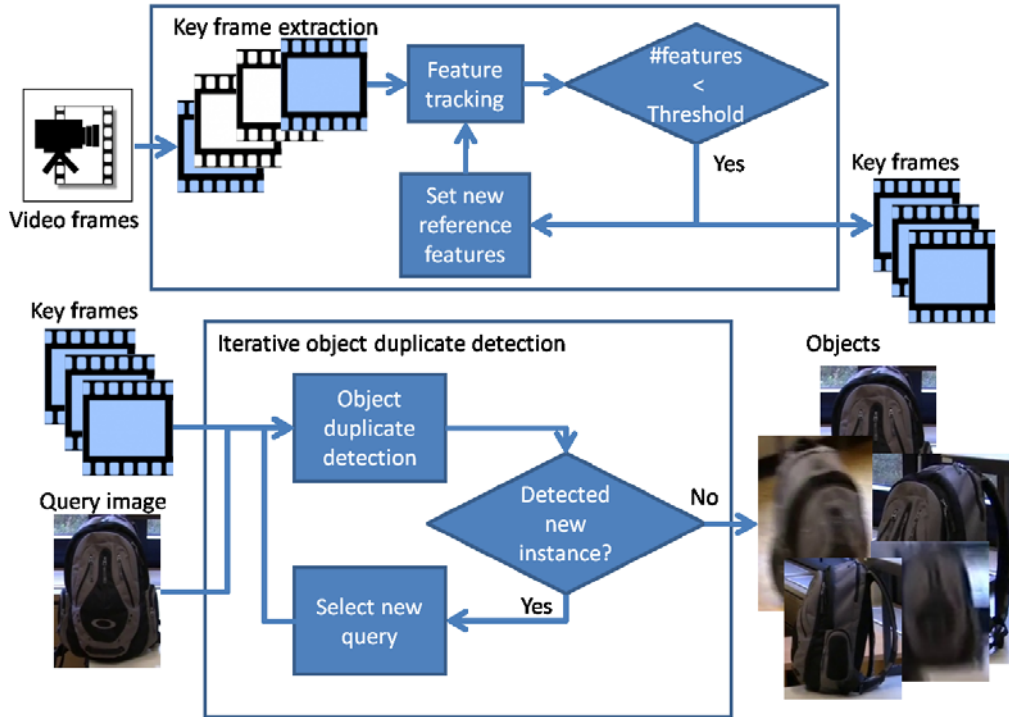 Key frame extraction
Feature
tracking
#features
<
Threshold
Yes
Set new
reference
features
Video frames
Key frames
Key frames
Iterative object duplicate detection
Objects
Object
duplicate
detection
Query image
Detected
new
instance?
No
Yes
Select new
query